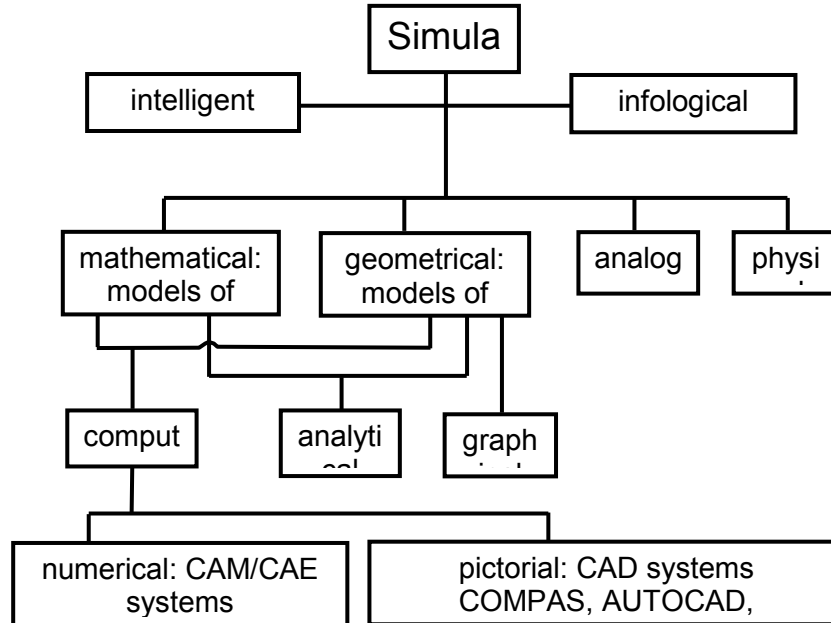 Simula
intelligent
infological
mathematical:
models of
geometrical:
models of
analog
physi
comput
analyti
graph
numerical: CAM/CAE
systems
pictorial: CAD systems
COMPAS, AUTOCAD,